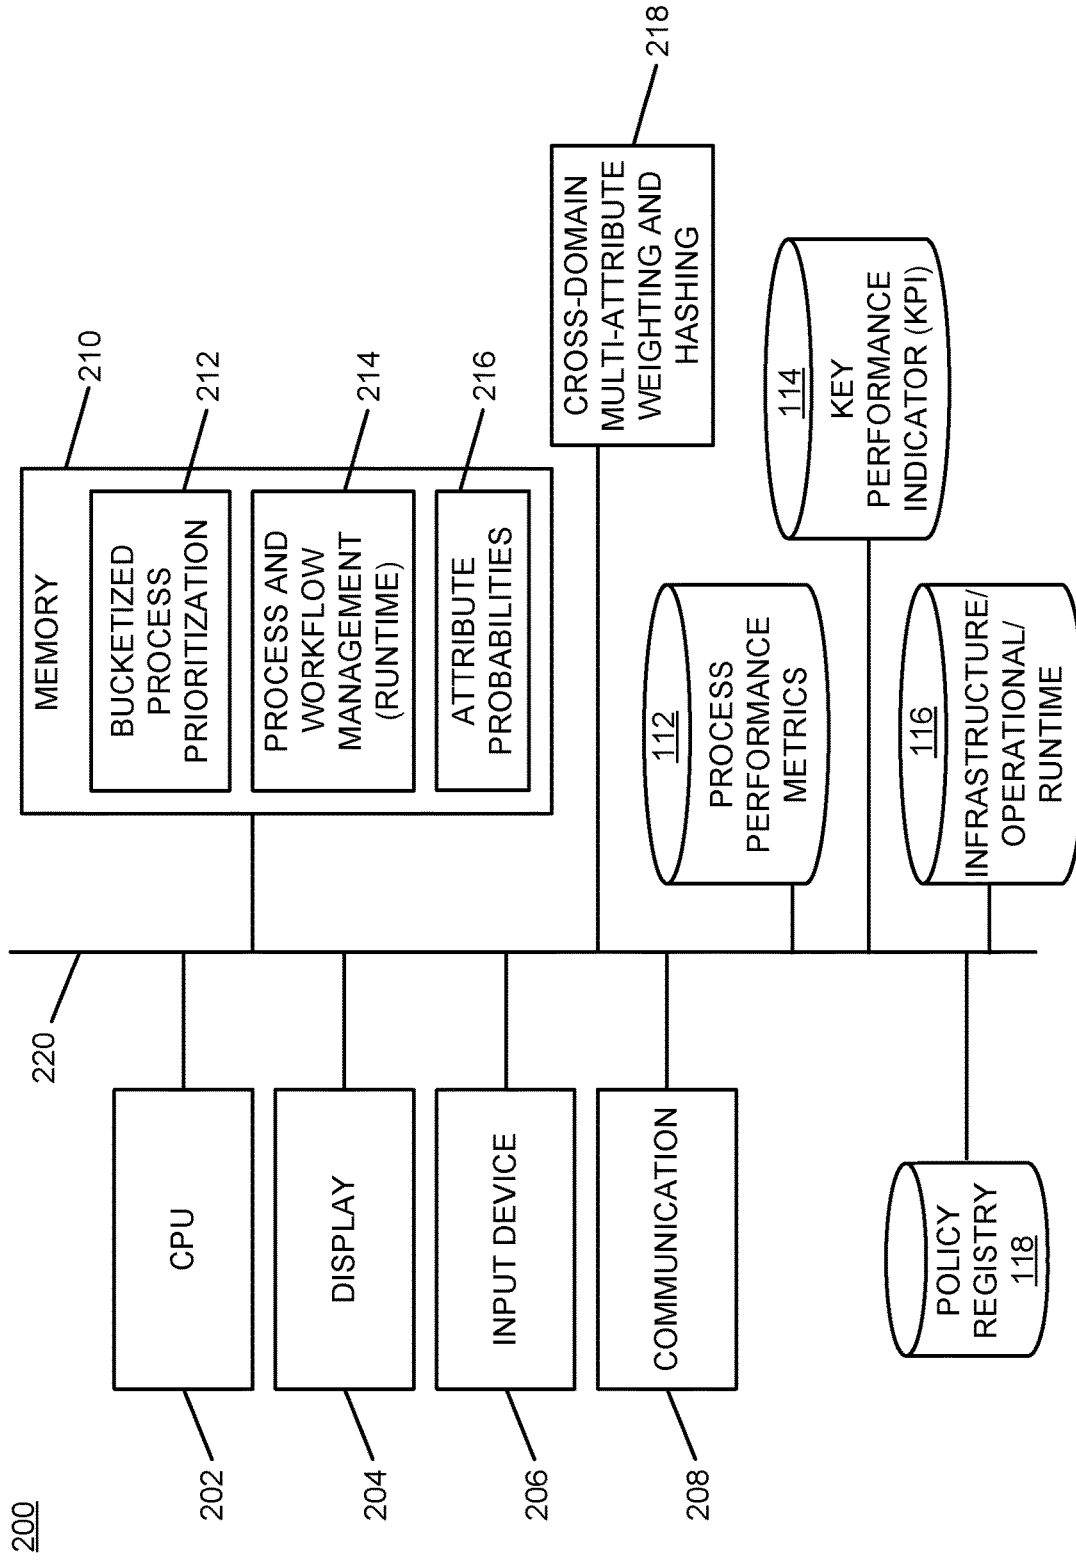 200
202
CPU
204
DISPLAY
206
INPUT DEVICE
208
COMMUNICATION
POLICY
REGISTRY
118
220
210
MEMORY
212
BUCKETIZED
PROCESS
PRIORITIZATION
214
PROCESS AND
WORKFLOW
MANAGEMENT
(RUNTIME)
216
ATTRIBUTE
PROBABILITIES
218
CROSS-DOMAIN
MULTI-ATTRIBUTE
WEIGHTING AND
HASHING
112
PROCESS
PERFORMANCE
METRICS
114
KEY
PERFORMANCE
INDICATOR (KPI)
116
INFRASTRUCTURE/
OPERATIONAL/
RUNTIME